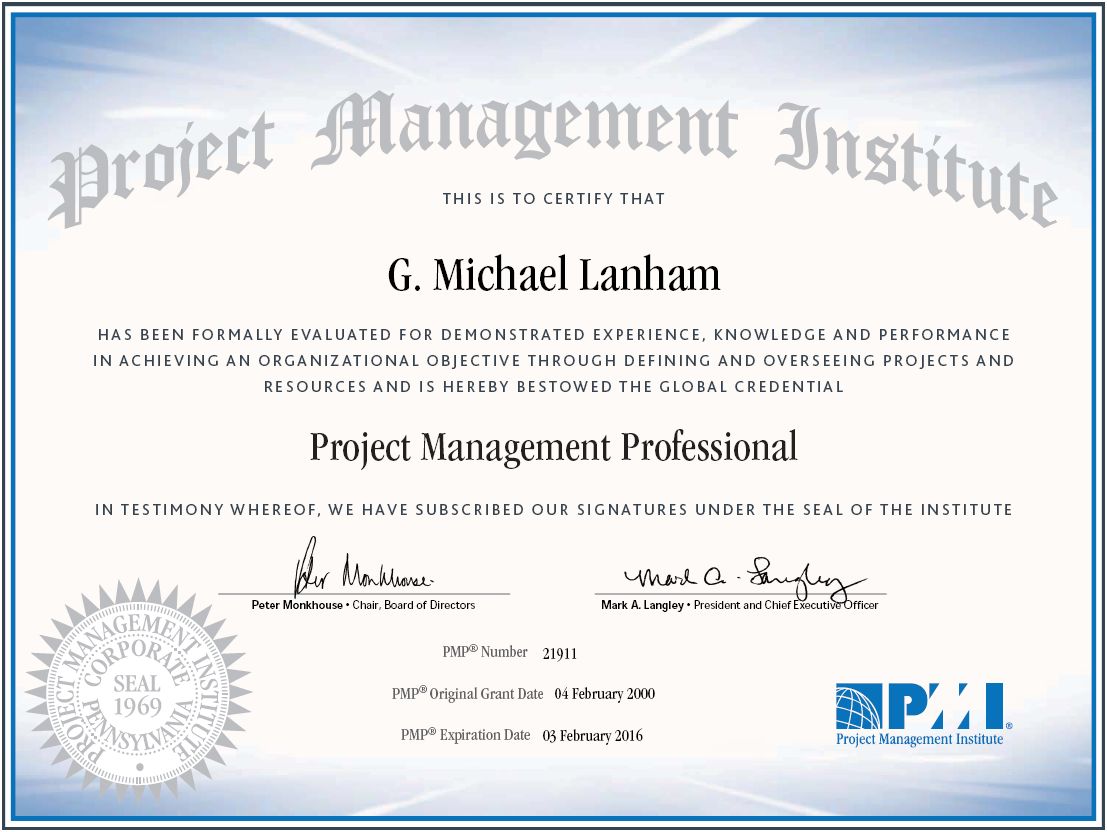 Project Management Institute
THIS IS TO CERTIFY THAT
G. Michael Lanham
HAS BEEN FORMALLY EVALUATED FOR DEMONSTRATED EXPERIENCE, KNOWLEDGE AND PERFORMANCE
IN ACHIEVING AN ORGANIZATIONAL OBJECTIVE THROUGH DEFINING AND OVERSEEING PROJECTS AND
RESOURCES AND IS HEREBY BESTOWED THE GLOBAL CREDENTIAL
Project Management Professional
IN TESTIMONY WHEREOF, WE HAVE SUBSCRIBED OUR SIGNATURES UNDER THE SEAL OF THE INSTITUTE
Peter Monkhouse
Mark A. Langley
Peter Monkhouse • Chair, Board of Directors
Mark A. Langley • President and Chief Executive Officer
PMP® Number 21911
PMP® Original Grant Date 04 February 2000
PMP® Expiration Date 03 February 2016
PROJECT MANAGEMENT INSTITUTE
CORPORATE
SEAL
1969
PENNSYLVANIA
PMI®
Project Management Institute